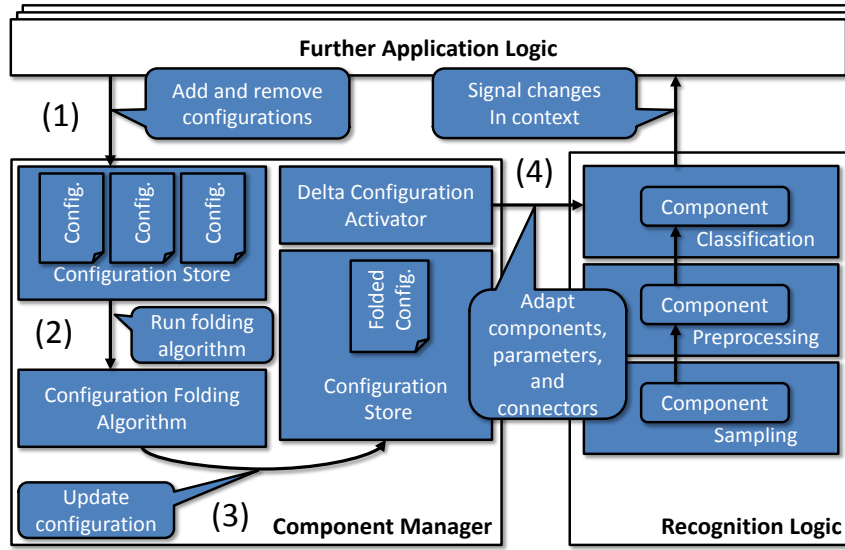 Further Application Logic
(1)
Add and remove
configurations
Signal changes
In context
Config.
Config.
Config.
Configuration Store
Delta Configuration
Activator
(4)
Component
Classification
(2)
Run folding
algorithm
Folded
Config.
Configuration
Store
Adapt
components,
parameters,
and
connectors
Component
Preprocessing
Configuration Folding
Algorithm
Component
Sampling
Update
configuration
(3)
Component Manager
Recognition Logic